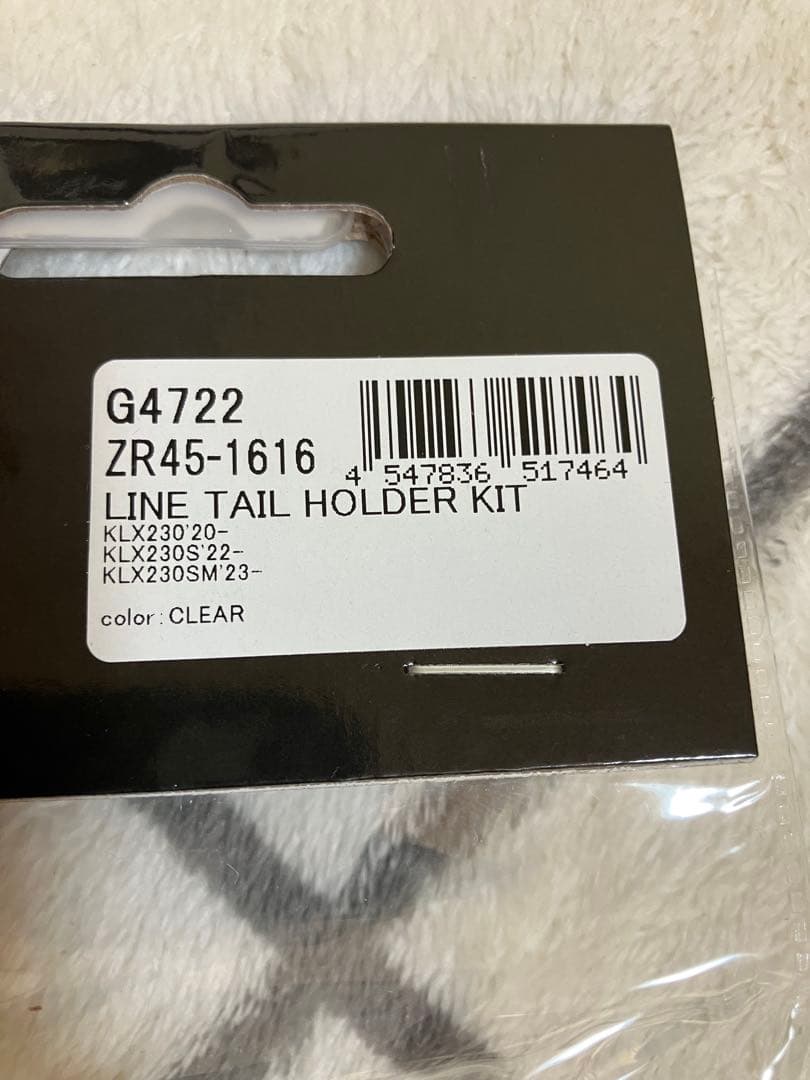 G4722
ZR45-1616
4 547836 517464
LINE TAIL HOLDER KIT
KLX230'20-
KLX230S'22-
KLX230SM'23-
color:CLEAR